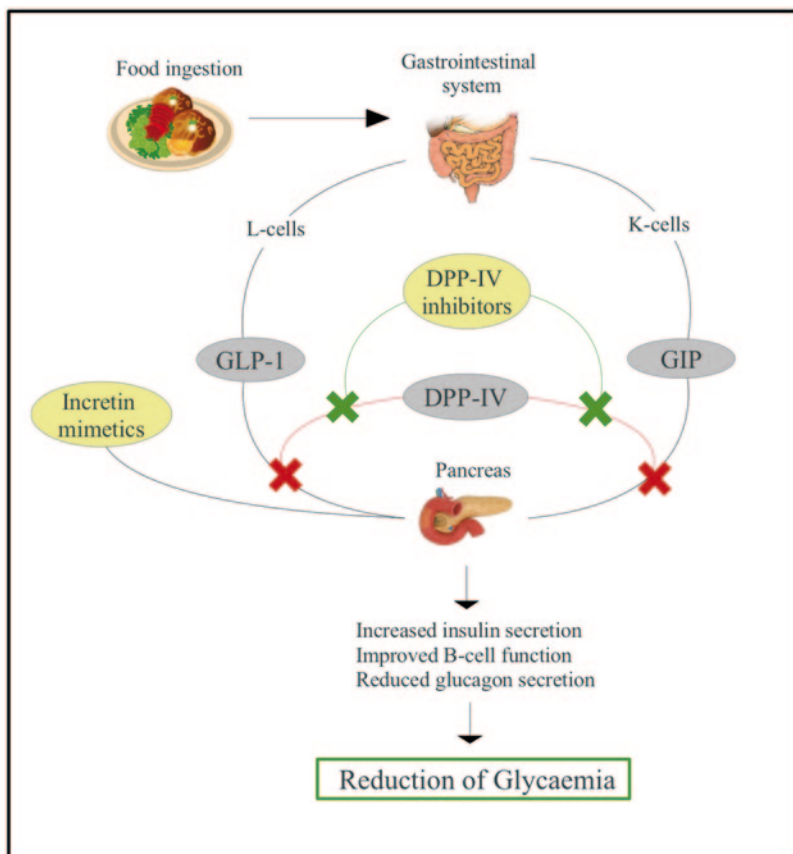 Food ingestion
Gastrointestinal
system
L-cells
K-cells
DPP-IV
inhibitors
GLP-1
GIP
DPP-IV
Incretin
mimetics
Pancreas
Increased insulin secretion
Improved B-cell function
Reduced glucagon secretion
Reduction of Glycaemia